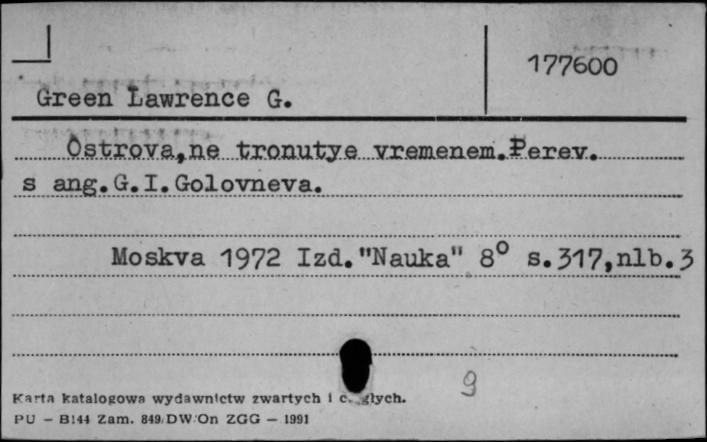 177600
Green Lawrence G.
Ostrova,ne tronutye vremenem.Perev.
s ang.G.I.Golovneva.
Moskva 1972 Izd."Nauka" 8° s.317,nlb.3
9
Karta katalogowa wydawnictw zwartych i
PU – B144 Zam. 849 DW/On ZGG – 1991